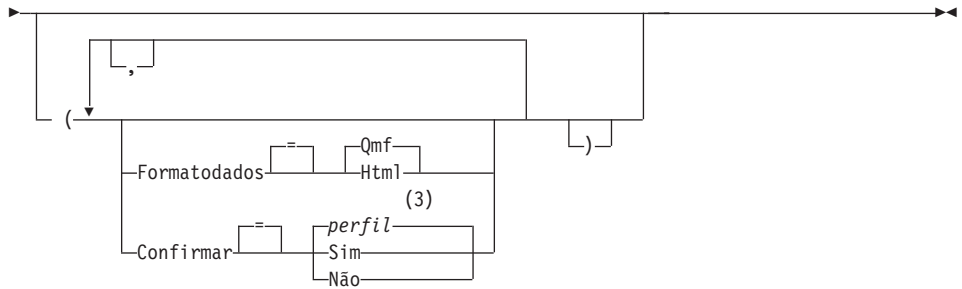 ,
( )
= Qmf
Formatodados Html
(3)
= perfil
Confirmar Sim
Não